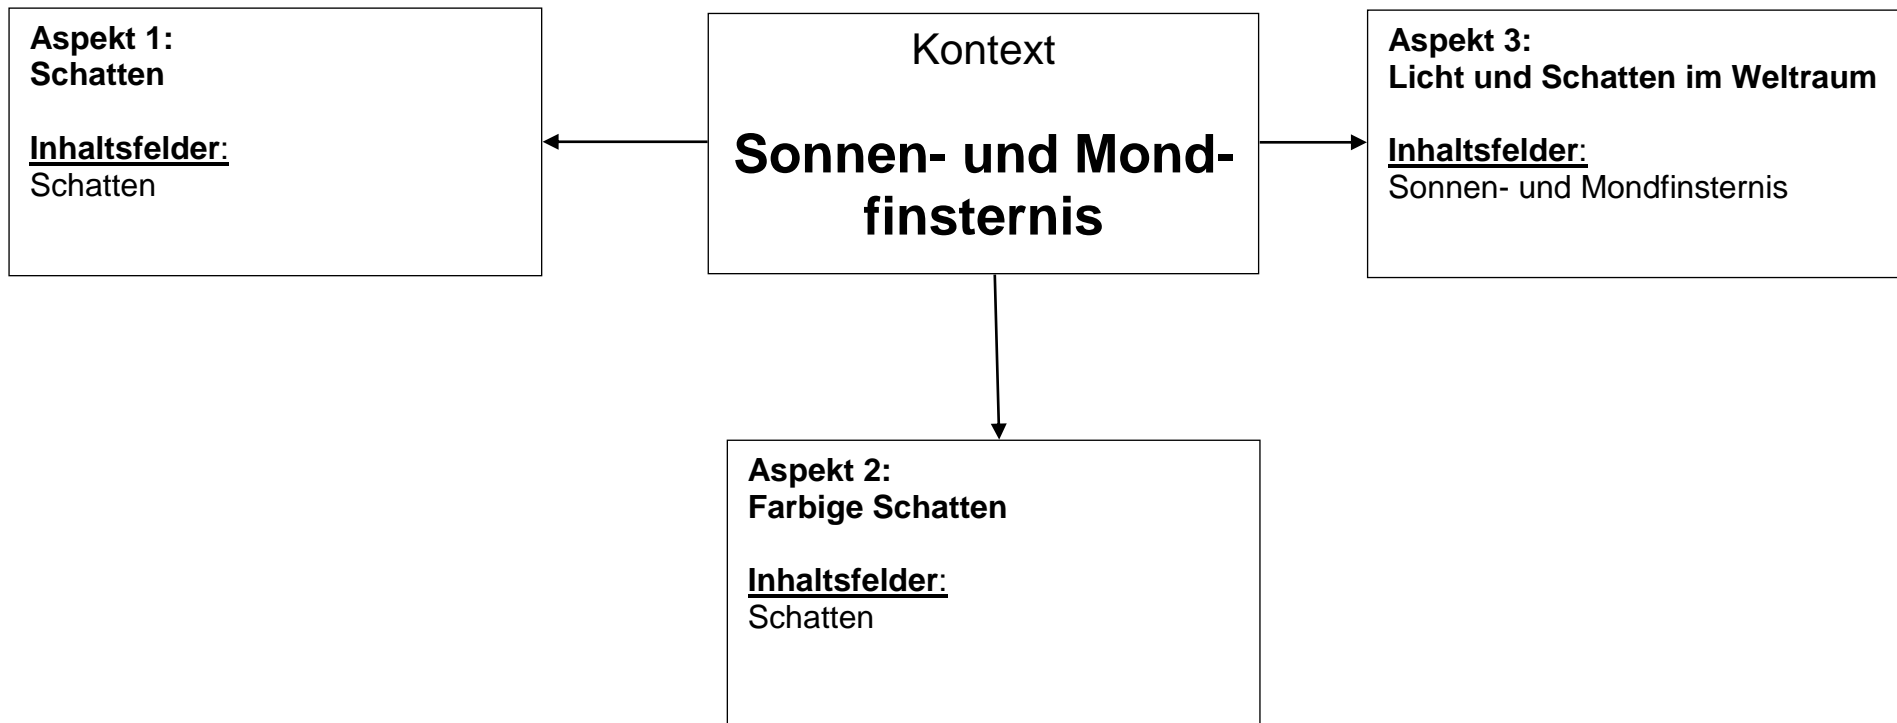 Aspekt 1:
Schatten
Inhaltsfelder:
Schatten
Kontext
Sonnen- und Mond-
finsternis
Aspekt 3:
Licht und Schatten im Weltraum
Inhaltsfelder:
Sonnen- und Mondfinsternis
Aspekt 2:
Farbige Schatten
Inhaltsfelder:
Schatten